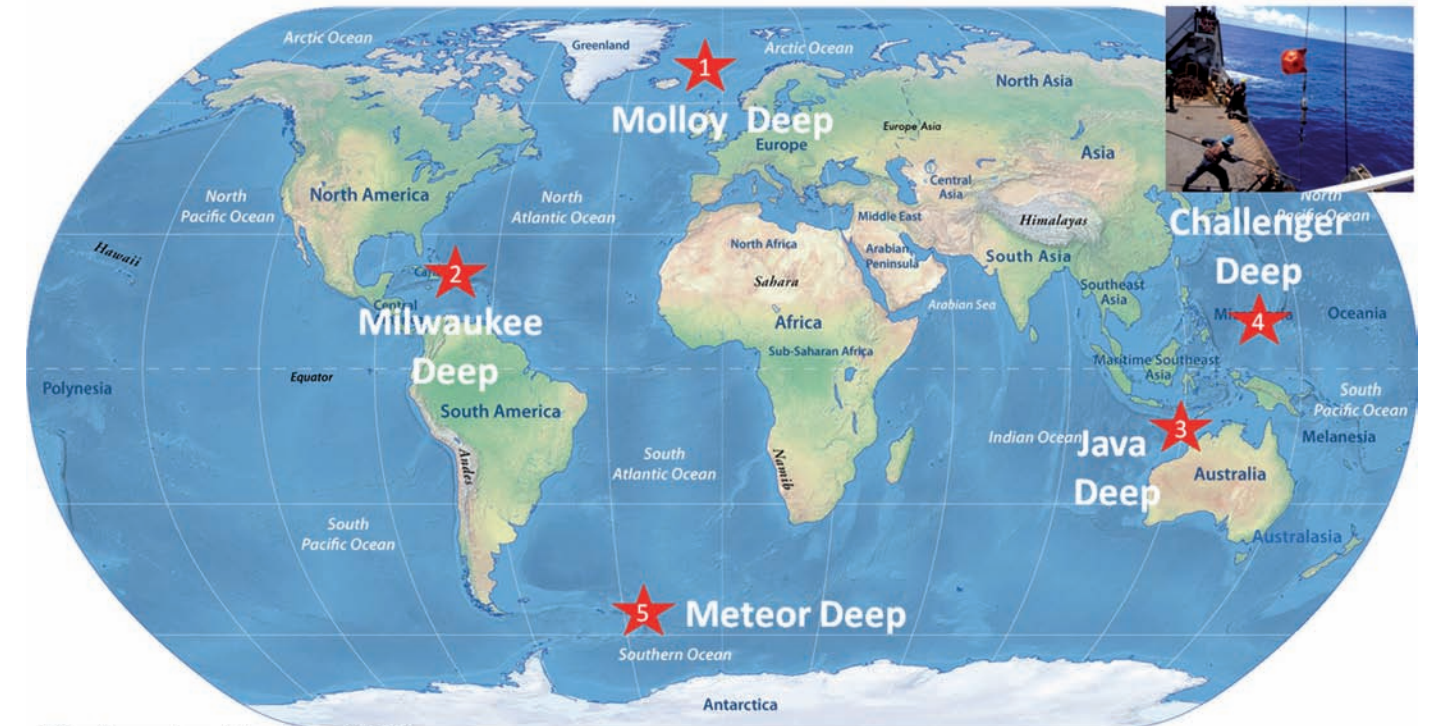 Arctic Ocean
Greenland
1
Arctic Ocean
North Asia
Molloy Deep
Europe
Europe Asia
Asia
North America
North
Pacific Ocean
North
Atlantic Ocean
Central
Asia
Middle East
Himalayas
North
Pacific Ocean
Challenger
Deep
Hawaii
2
North Africa
Arabian
Peninsula
South Asia
Sahara
Southeast
Asia
Central
Milwaukee
Deep
Arabian Sea
4
Oceania
Africa
Sub-Saharan Africa
Maritime Southeast
Asia
Equator
Polynesia
South America
South
Pacific Ocean
3
Indian Ocean
Java
Deep
Melanesia
Andes
South
Atlantic Ocean
Namib
Australia
South
Pacific Ocean
Australasia
5
Meteor Deep
Southern Ocean
Antarctica